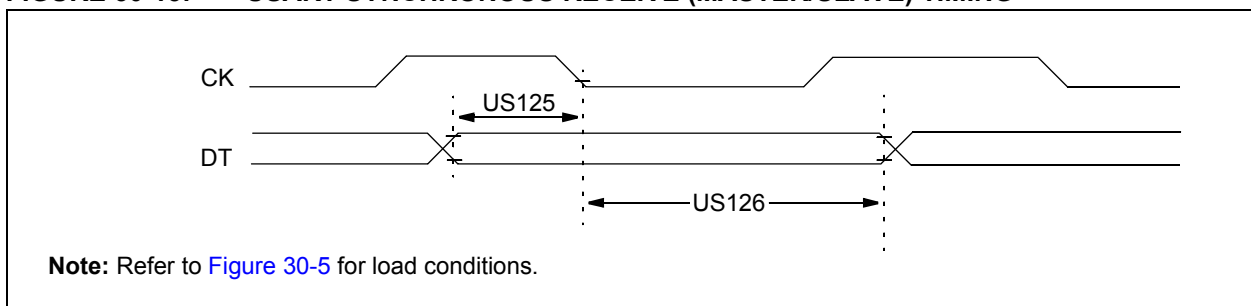 CK
US125
DT
US126
Note: Refer to Figure 30-5 for load conditions.